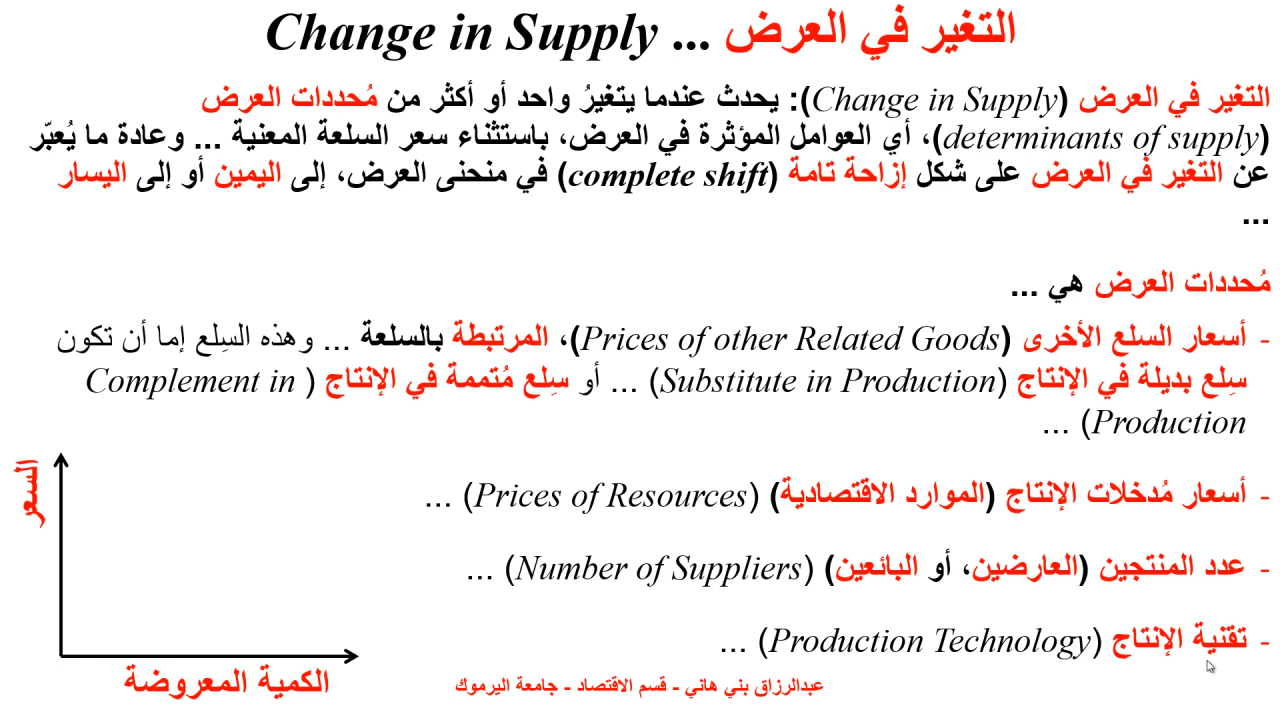 التغير في العرض ... Change in Supply
التغير في العرض (Change in Supply): يحدث عندما يتغيرُ واحد أو أكثر من مُحددات العرض
(determinants of supply)، أي العوامل المؤثرة في العرض، باستثناء سعر السلعة المعنية ... وعادة ما يُعبّر
عن التغير في العرض على شكل إزاحة تامة (complete shift) في منحنى العرض، إلى اليمين أو إلى اليسار
...
مُحددات العرض هي ...
- أسعار السلع الأخرى (Prices of other Related Goods)، المرتبطة بالسلعة ... وهذه السِلع إما أن تكون
سِلع بديلة في الإنتاج (Substitute in Production) ... أو سِلع مُتممة في الإنتاج (Complement in
Production) ...
- أسعار مُدخلات الإنتاج (الموارد الاقتصادية) (Prices of Resources) ...
- عدد المنتجين (العارضين، أو البائعين) (Number of Suppliers) ...
- تقنية الإنتاج (Production Technology) ...
السعر
الكمية المعروضة
عبدالرزاق بني هاني - قسم الاقتصاد - جامعة اليرموك